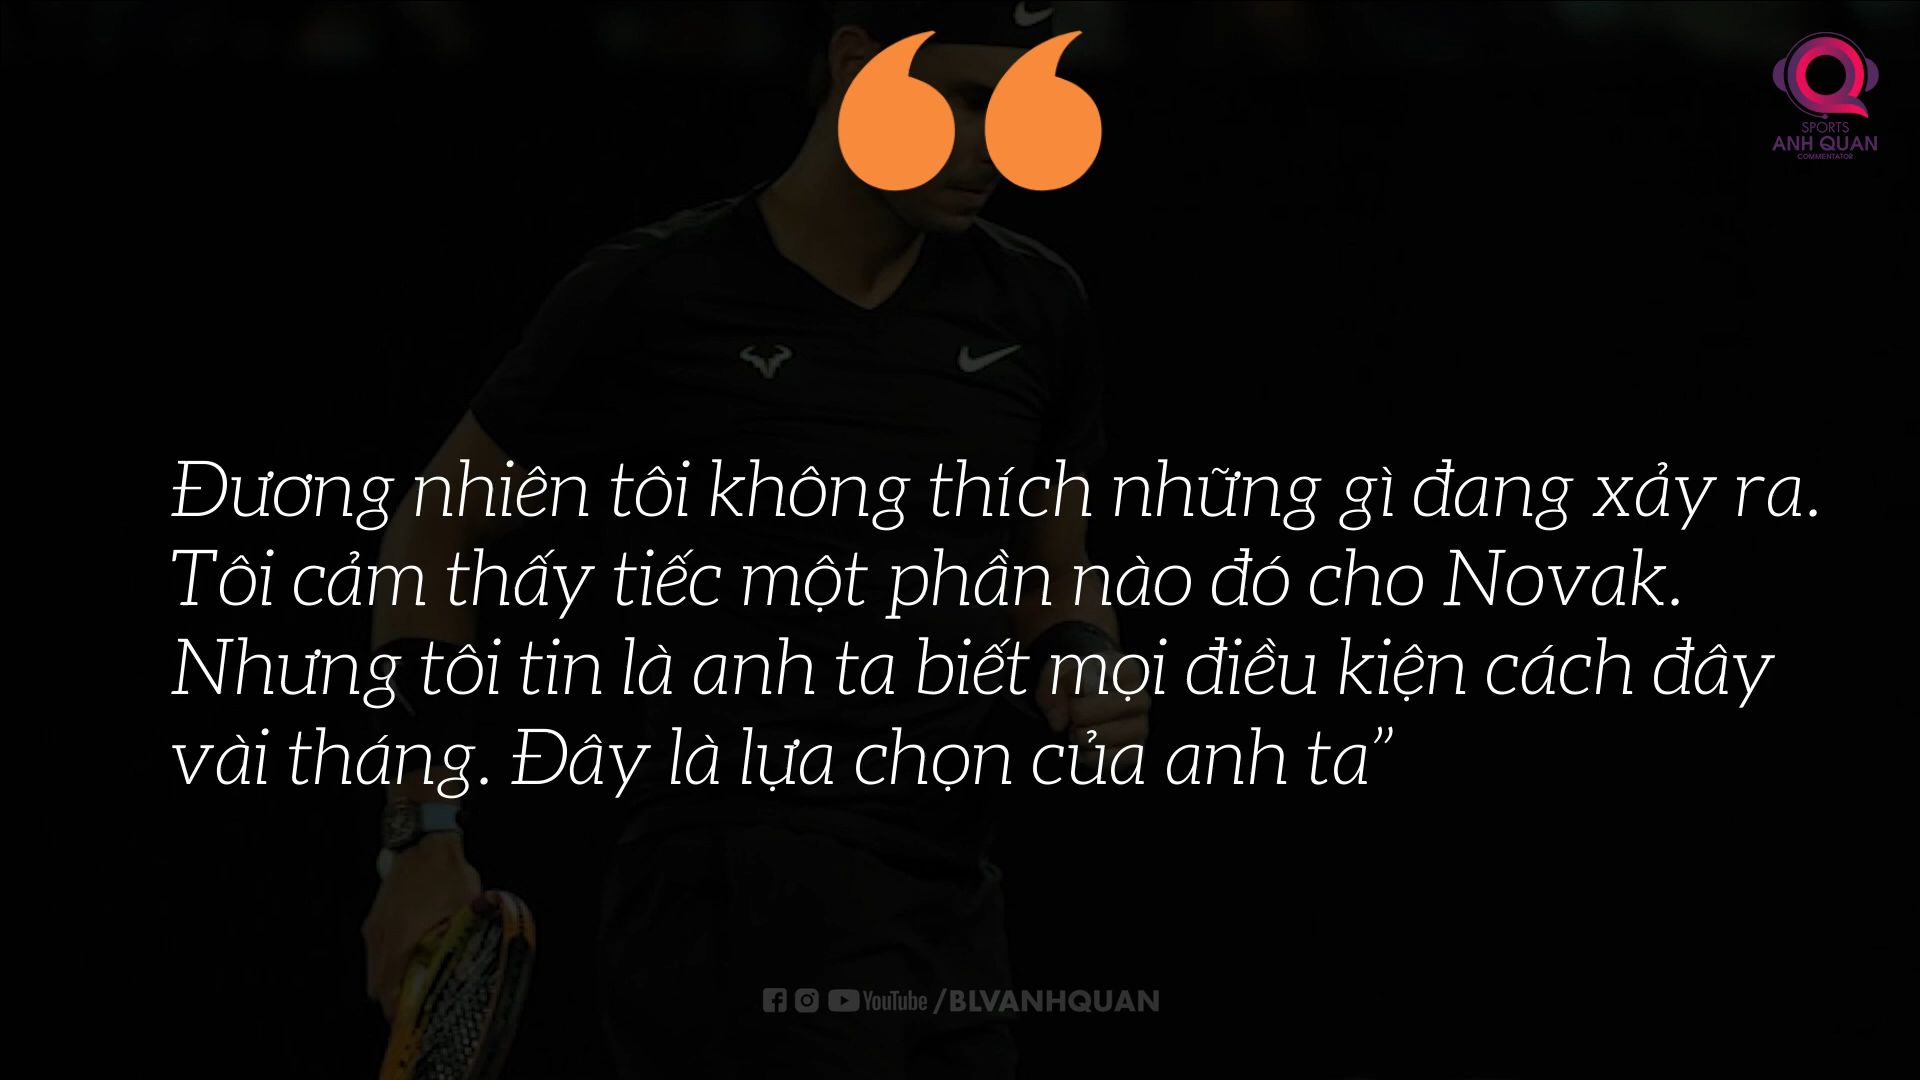 SPORTS
ANH QUAN
COMMENTATOR
Đương nhiên tôi không thích những gì đang xảy ra.
Tôi cảm thấy tiếc một phần nào đó cho Novak.
Nhưng tôi tin là anh ta biết mọi điều kiện cách đây
vài tháng. Đây là lựa chọn của anh ta”
YouTube /BLVANHQUAN